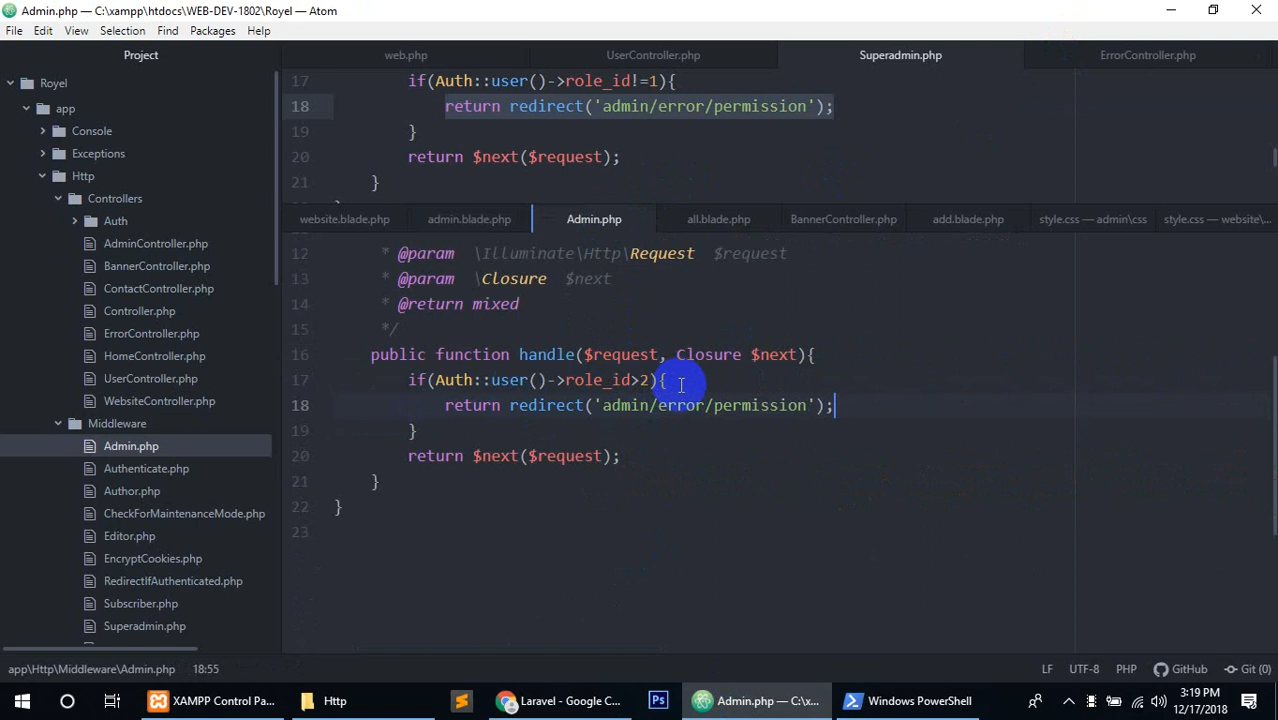 Admin.php — C:\xampp\htdocs\WEB-DEV-1802\Royel — Atom
File Edit View Selection Find Packages Help
Project
Royel
app
Console
Exceptions
Http
Controllers
Auth
AdminController.php
BannerController.php
ContactController.php
Controller.php
ErrorController.php
HomeController.php
UserController.php
WebsiteController.php
Middleware
Admin.php
Authenticate.php
Author.php
CheckForMaintenanceMode.php
Editor.php
EncryptCookies.php
RedirectIfAuthenticated.php
Subscriber.php
Superadmin.php
web.php UserController.php Superadmin.php ErrorController.php
17 if(Auth::user()->role_id!=1){
18 return redirect('admin/error/permission');
19 }
20 return $next($request);
21 }
website.blade.php admin.blade.php Admin.php all.blade.php BannerController.php add.blade.php style.css — admin\css style.css — website\...
12 * @param \Illuminate\Http\Request $request
13 * @param \Closure $next
14 * @return mixed
15 */
16 public function handle($request, Closure $next){
17 if(Auth::user()->role_id>2){
18 return redirect('admin/error/permission');
19 }
20 return $next($request);
21 }
22 }
23
app\Http\Middleware\Admin.php 18:55 LF UTF-8 PHP GitHub Git (0)
XAMPP Control Pa... Http Laravel - Google C... Ps Admin.php — C:\x... Windows PowerShell 3:19 PM
12/17/2018